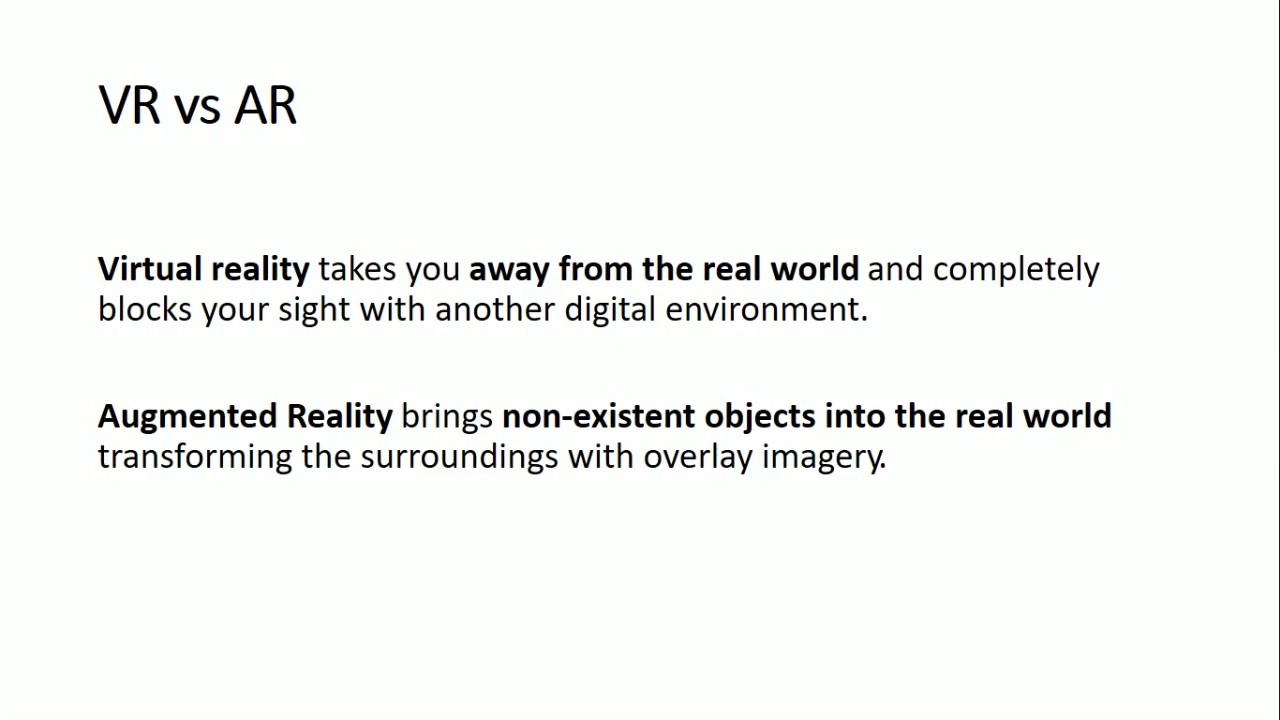 VR vs AR
Virtual reality takes you away from the real world and completely
blocks your sight with another digital environment.
Augmented Reality brings non-existent objects into the real world
transforming the surroundings with overlay imagery.